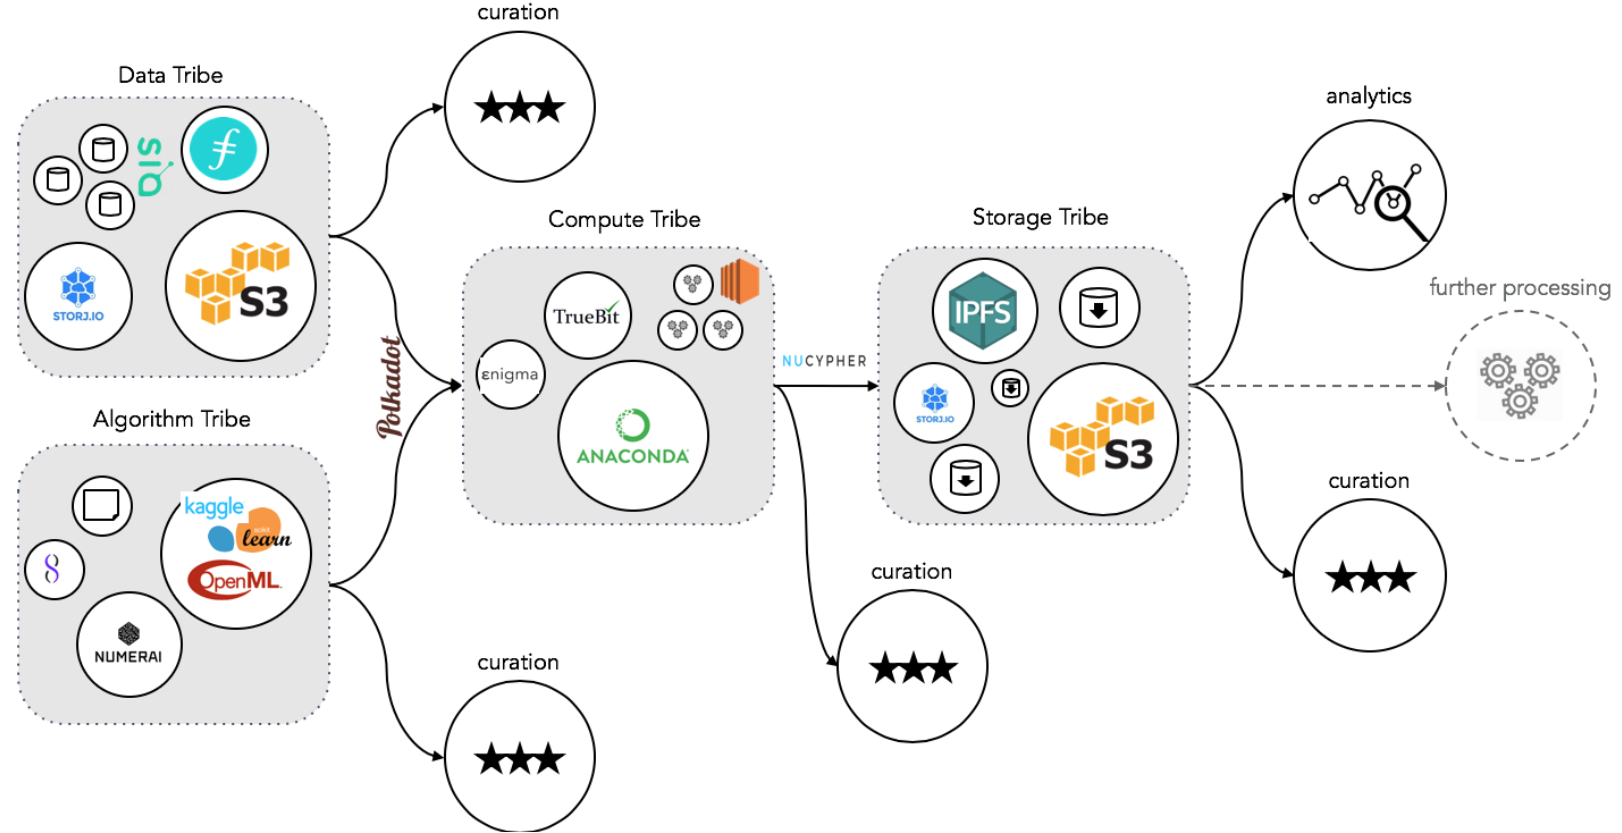 curation
Data Tribe
SIA
STORJ.IO
S3
Algorithm Tribe
kaggle
scikit
learn
OpenML
NUMERAI
curation
Polkadot
Compute Tribe
TrueBit
enigma
ANACONDA
NUCYPHER
curation
Storage Tribe
IPFS
STORJ.IO
S3
analytics
further processing
curation